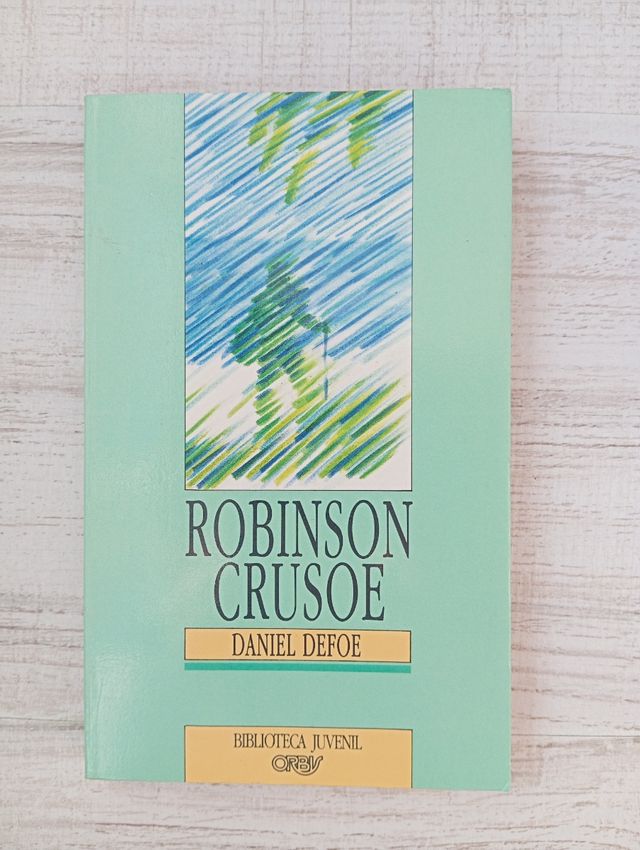 ROBINSON
CRUSOE
DANIEL DEFOE
BIBLIOTECA JUVENIL
ORBIS